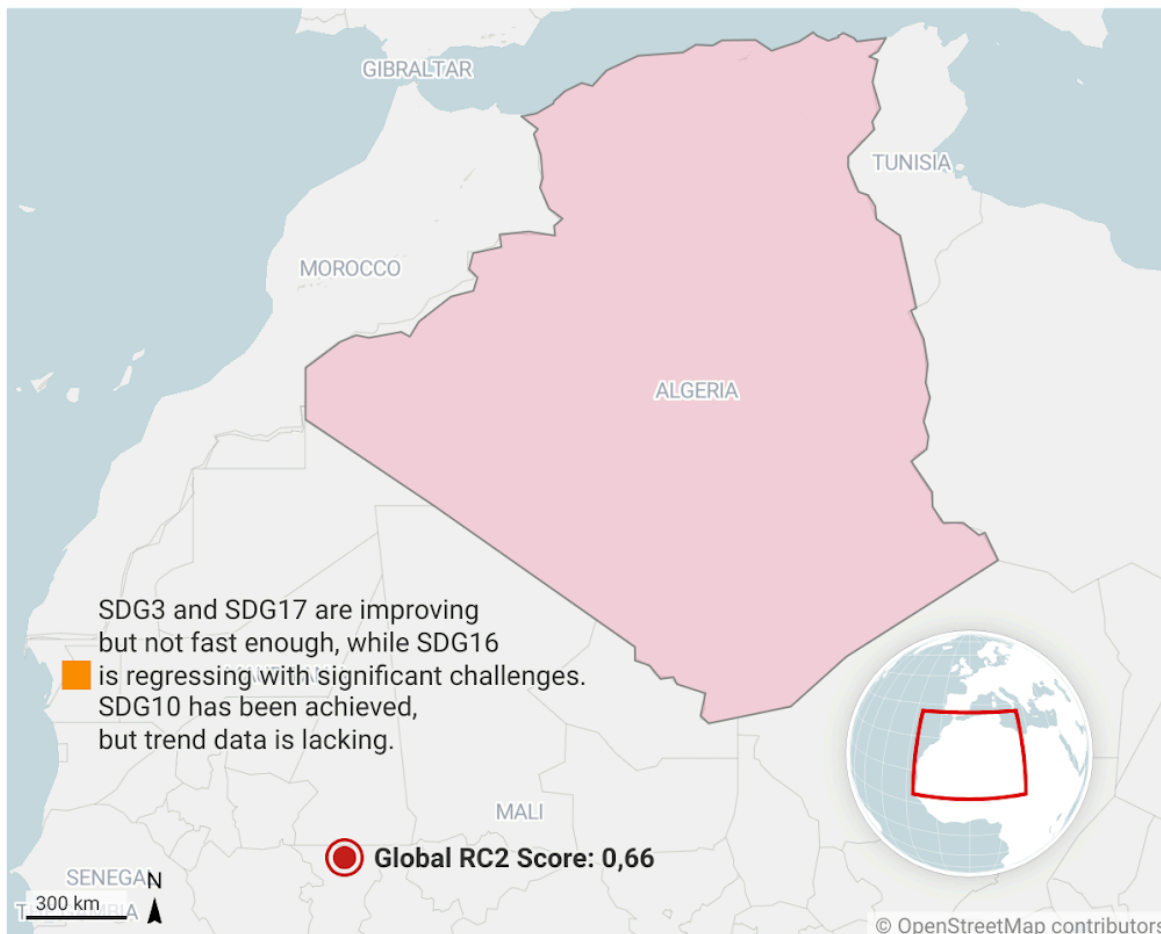 GIBRALTAR
TUNISIA
MOROCCO
ALGERIA
SDG3 and SDG17 are improving
but not fast enough, while SDG16
is regressing with significant challenges.
SDG10 has been achieved,
but trend data is lacking.
MALI
Global RC2 Score: 0,66
SENEGA
N
300 km
© OpenStreetMap contributors